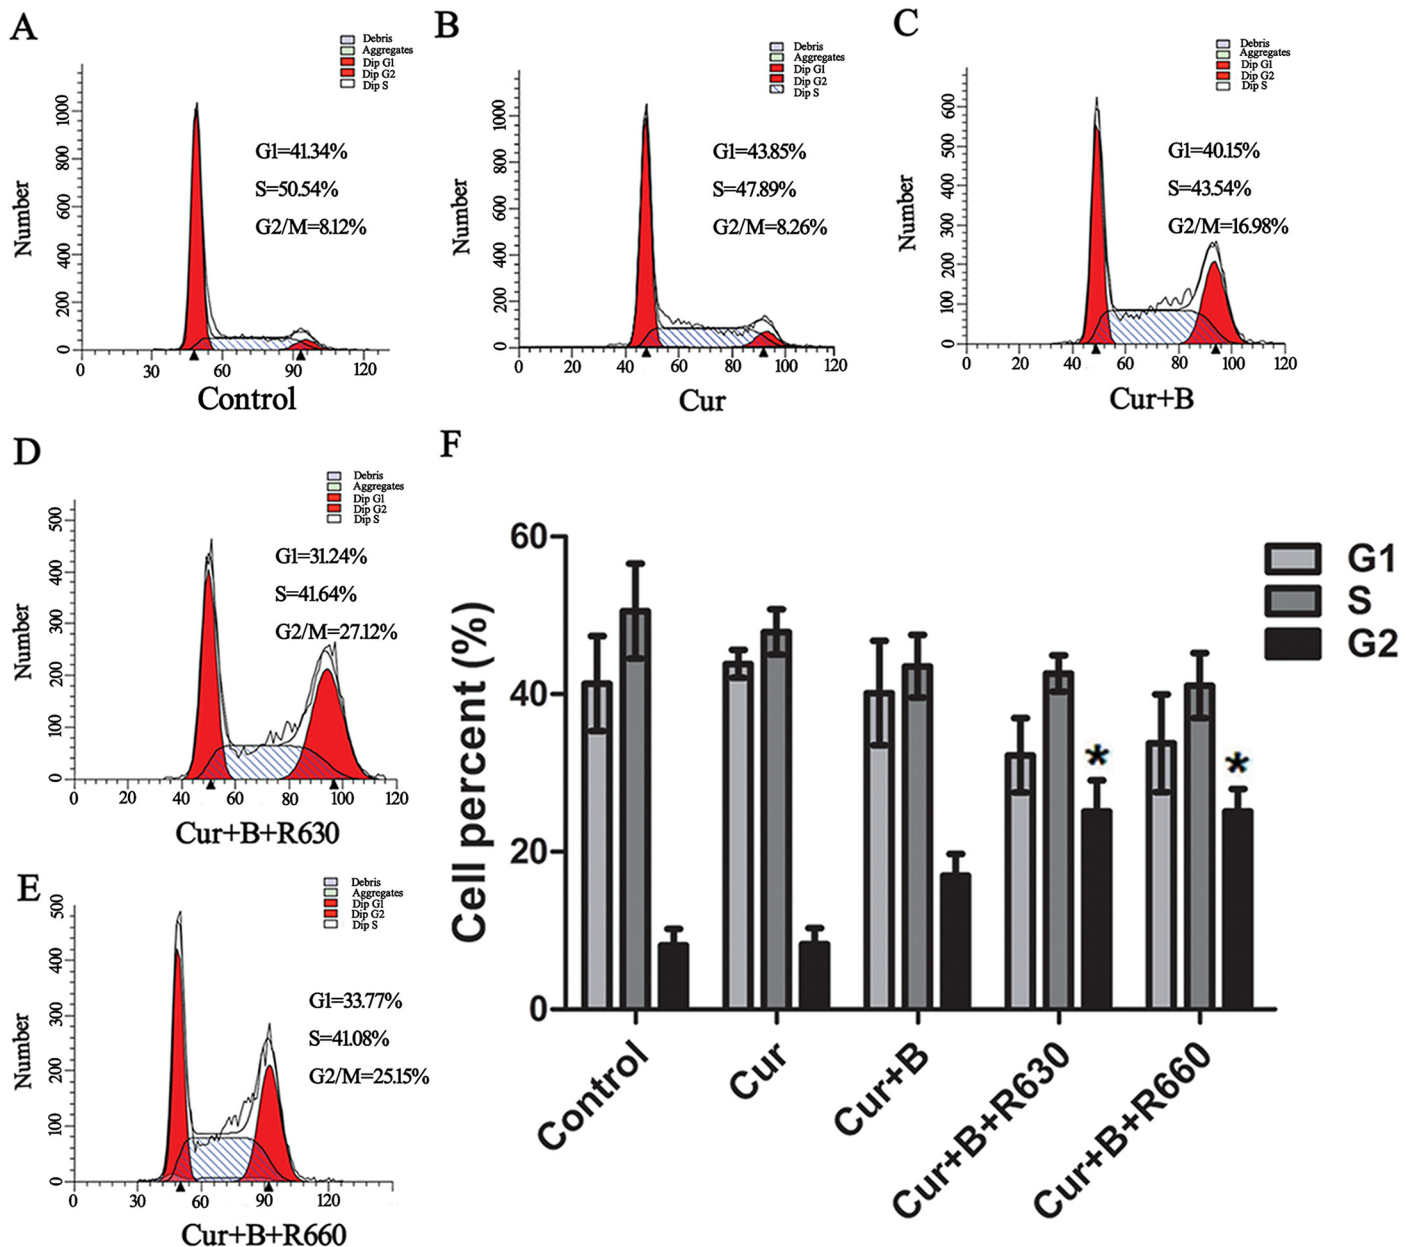 A
Debris
Aggregates
Dip G1
Dip G2
Dip S
1000
800
600
400
200
0
Number
G1=41.34%
S=50.54%
G2/M=8.12%
0 30 60 90 120
Control
B
Debris
Aggregates
Dip G1
Dip G2
Dip S
1000
800
600
400
200
0
Number
G1=43.85%
S=47.89%
G2/M=8.26%
0 20 40 60 80 100 120
Cur
C
Debris
Aggregates
Dip G1
Dip G2
Dip S
600
500
400
300
200
100
0
Number
G1=40.15%
S=43.54%
G2/M=16.98%
0 20 40 60 80 100 120
Cur+B
D
Debris
Aggregates
Dip G1
Dip G2
Dip S
500
400
300
200
100
0
Number
G1=31.24%
S=41.64%
G2/M=27.12%
0 20 40 60 80 100 120
Cur+B+R630
E
Debris
Aggregates
Dip G1
Dip G2
Dip S
500
400
300
200
100
0
Number
G1=33.77%
S=41.08%
G2/M=25.15%
0 30 60 90 120
Cur+B+R660
F
60
40
20
0
Cell percent (%)
* *
G1
S
G2
Control
Cur
Cur+B
Cur+B+R630
Cur+B+R660